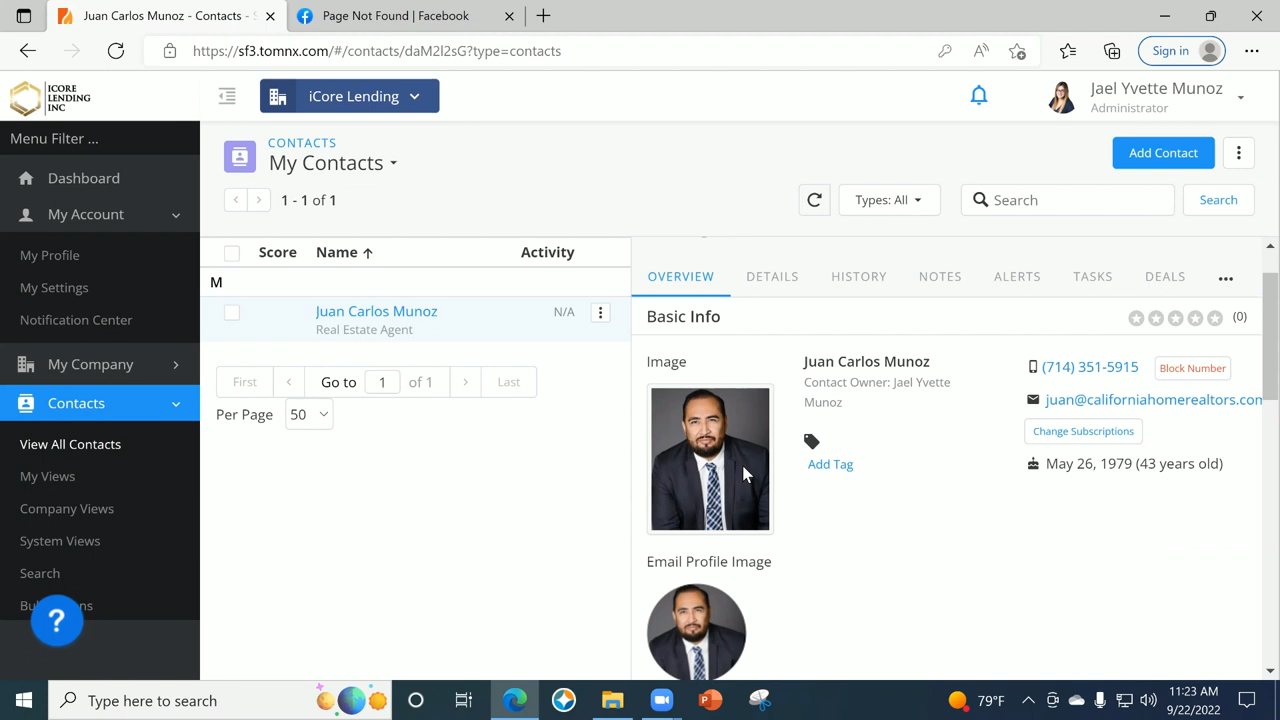 Juan Carlos Munoz - Contacts - S
Page Not Found | Facebook
https://sf3.tomnx.com/#/contacts/daM2l2sG?type=contacts
Sign in
ICORE
LENDING
INC
iCore Lending
Jael Yvette Munoz
Administrator
Menu Filter ...
Dashboard
My Account
My Profile
My Settings
Notification Center
My Company
Contacts
View All Contacts
My Views
Company Views
System Views
Search
?
CONTACTS
My Contacts
Add Contact
1 - 1 of 1
Types: All
Search
Search
Score Name Activity
M
Juan Carlos Munoz
N/A
Real Estate Agent
First
Go to 1 of 1
Last
Per Page 50
OVERVIEW DETAILS HISTORY NOTES ALERTS TASKS DEALS
Basic Info
(0)
Image
Juan Carlos Munoz
Contact Owner: Jael Yvette
Munoz
Add Tag
(714) 351-5915
Block Number
juan@californiahomerealtors.com
Change Subscriptions
May 26, 1979 (43 years old)
Email Profile Image
Type here to search
79°F
11:23 AM
9/22/2022